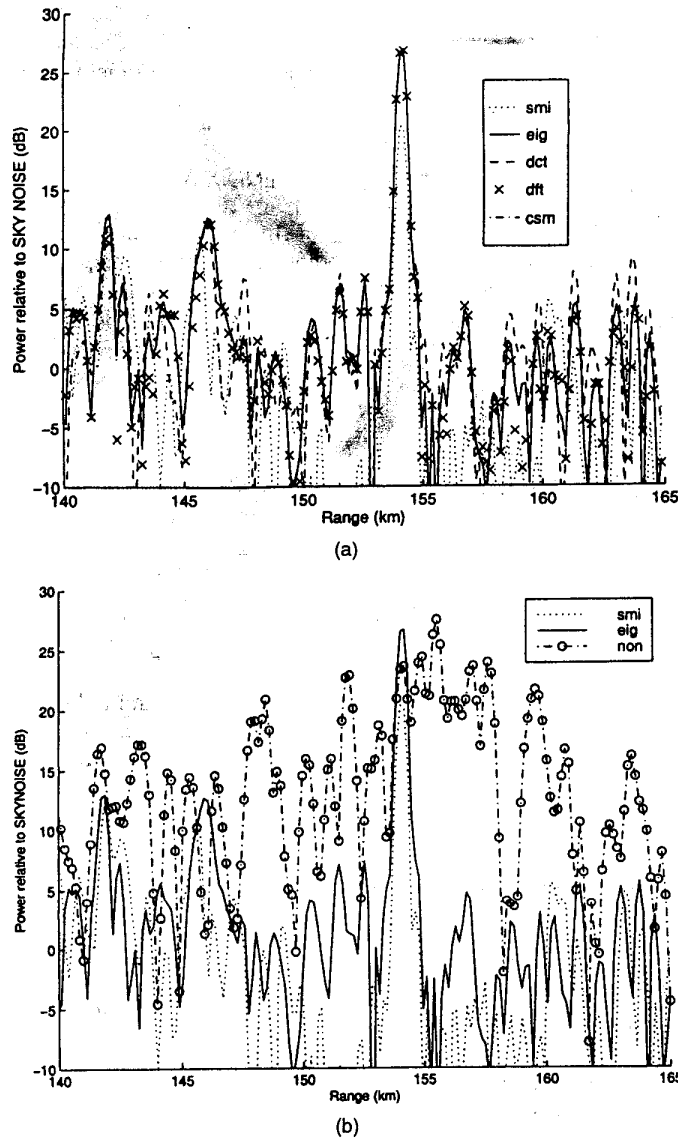 30
25
20
15
10
5
0
−5
−10
Power relative to SKY NOISE (dB)
smi
eig
dct
dft
csm
140
145
150
155
160
165
Range (km)
(a)
30
25
20
15
10
5
0
−5
−10
Power relative to SKYNOISE (dB)
smi
eig
non
140
145
150
155
160
165
Range (km)
(b)